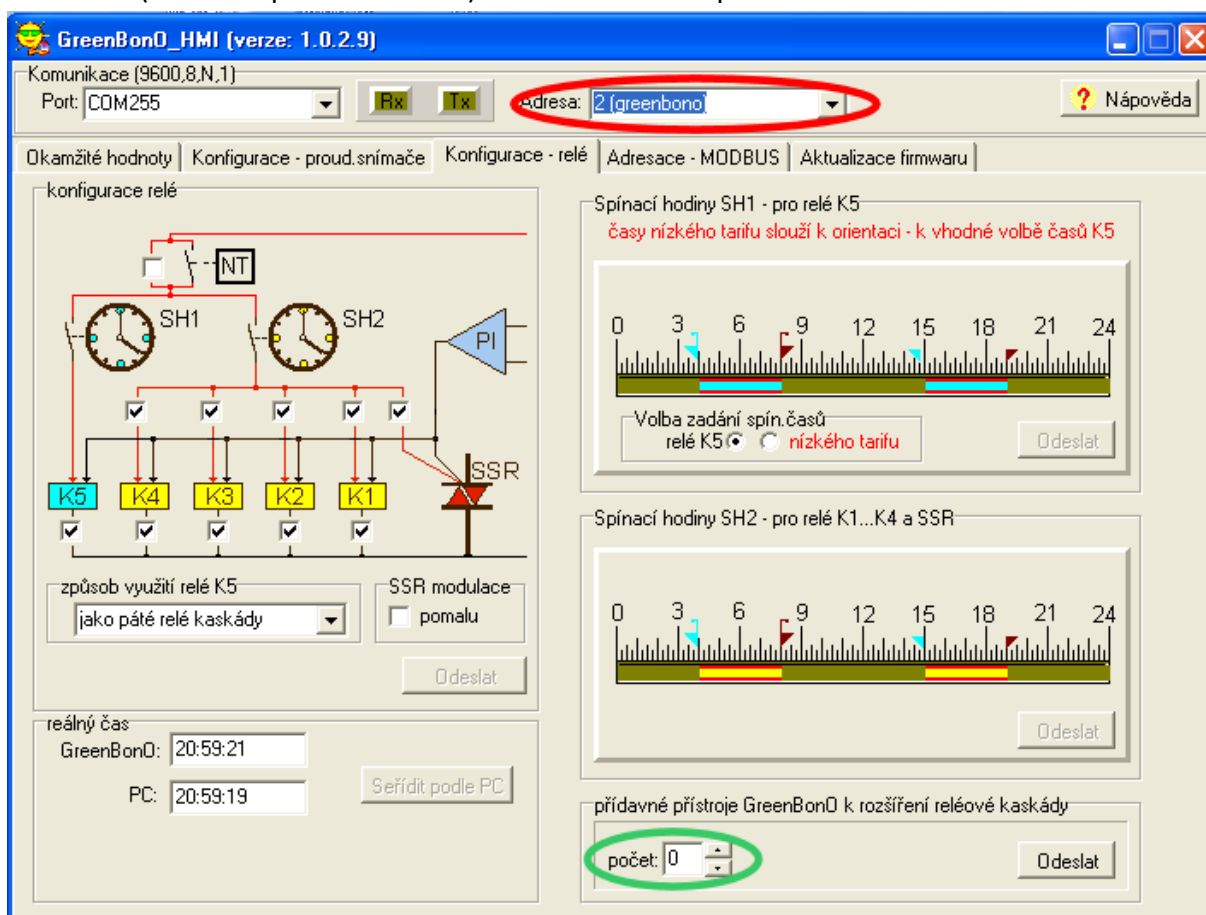 GreenBonO_HMI (verze: 1.0.2.9)
Komunikace (9600,8,N,1)
Port: COM255
Rx Tx
Adresa: 2 (greenbono)
? Nápověda
Okamžité hodnoty
Konfigurace - proud.snímače
Konfigurace - relé
Adresace - MODBUS
Aktualizace firmwaru
konfigurace relé
NT
SH1
SH2
PI
SSR
K5 K4 K3 K2 K1
způsob využití relé K5
jako páté relé kaskády
SSR modulace
pomalu
Odeslat
reálný čas
GreenBonO: 20:59:21
PC: 20:59:19
Seřídit podle PC
Spínací hodiny SH1 - pro relé K5
časy nízkého tarifu slouží k orientaci - k vhodné volbě časů K5
0 3 6 9 12 15 18 21 24
Volba zadání spín.časů
relé K5 nízkého tarifu
Odeslat
Spínací hodiny SH2 - pro relé K1...K4 a SSR
0 3 6 9 12 15 18 21 24
Odeslat
přídavné přístroje GreenBonO k rozšíření reléové kaskády
počet: 0
Odeslat